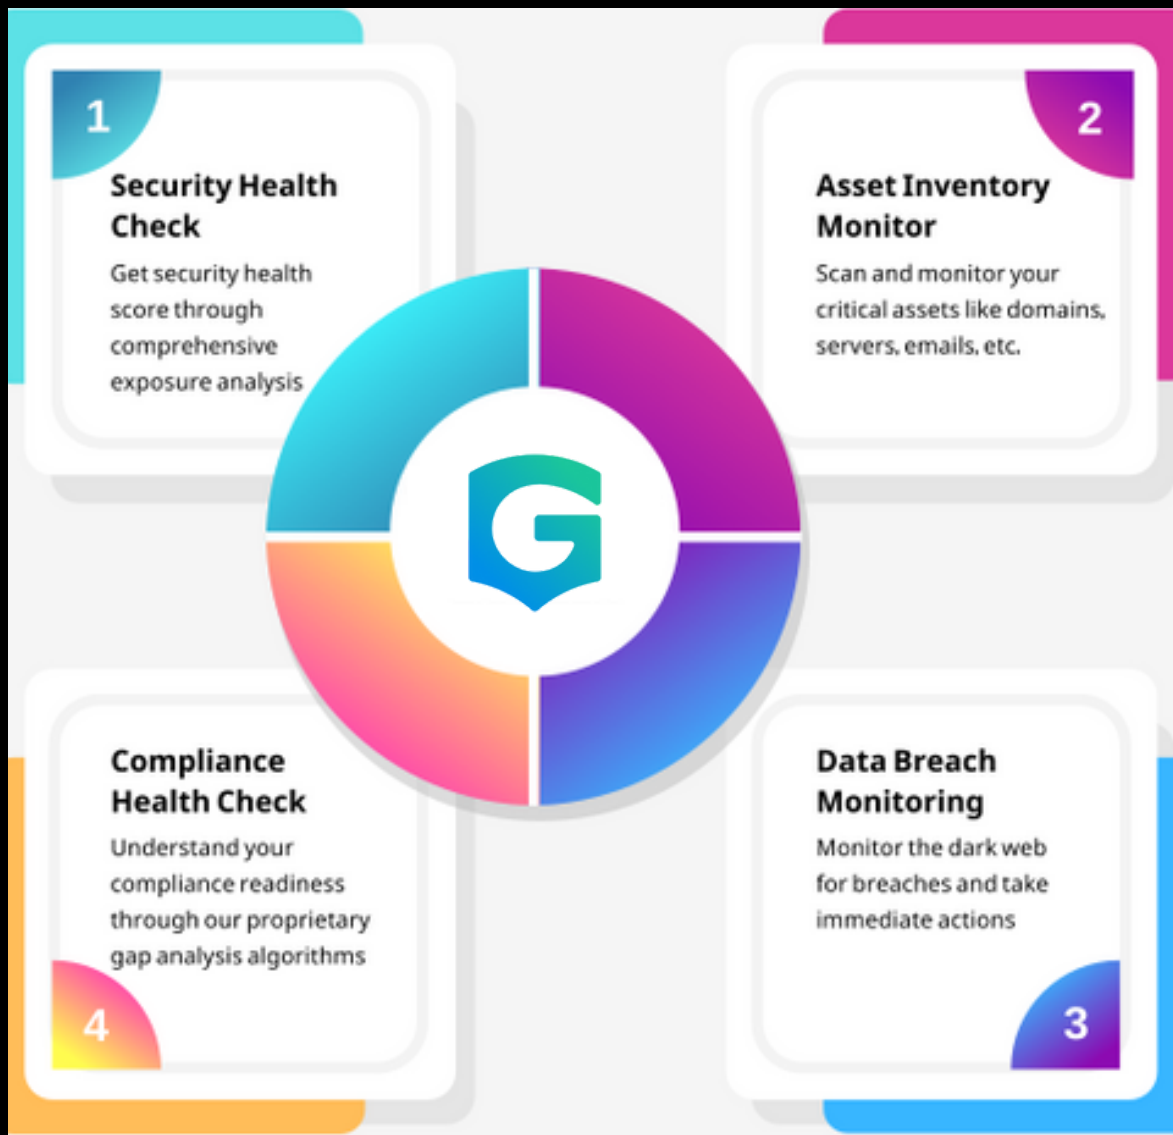 1
Security Health
Check
Get security health
score through
comprehensive
exposure analysis
2
Asset Inventory
Monitor
Scan and monitor your
critical assets like domains,
servers, emails, etc.
G
Data Breach
Monitoring
Monitor the dark web
for breaches and take
immediate actions
3
Compliance
Health Check
Understand your
compliance readiness
through our proprietary
gap analysis algorithms
4